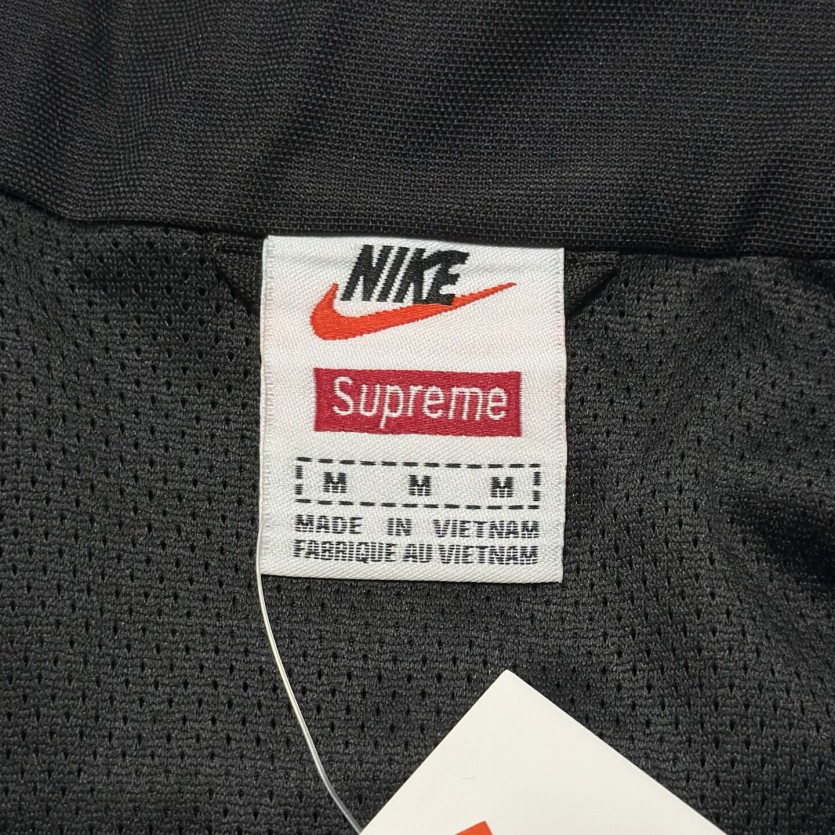 NIKE
Supreme
M M M
MADE IN VIETNAM
FABRIQUE AU VIETNAM